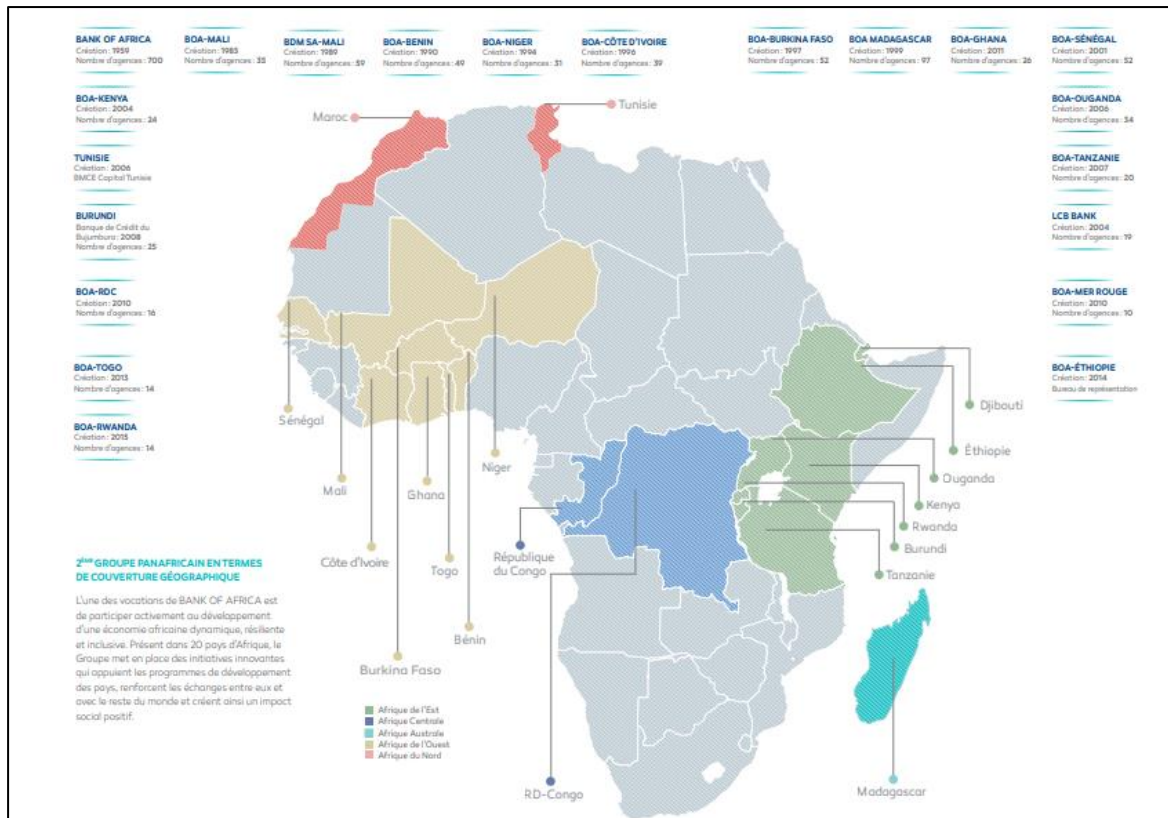 BANK OF AFRICA
Création : 1959
Nombre d'agences : 700
BOA-MALI
Création : 1985
Nombre d'agences : 35
BDM SA-MALI
Création : 1989
Nombre d'agences : 59
BOA-BENIN
Création : 1990
Nombre d'agences : 49
BOA-NIGER
Création : 1994
Nombre d'agences : 31
BOA-CÔTE D'IVOIRE
Création : 1996
Nombre d'agences : 39
BOA-BURKINA FASO
Création : 1997
Nombre d'agences : 52
BOA MADAGASCAR
Création : 1999
Nombre d'agences : 97
BOA-GHANA
Création : 2011
Nombre d'agences : 26
BOA-SÉNÉGAL
Création : 2001
Nombre d'agences : 52
BOA-KENYA
Création : 2004
Nombre d'agences : 24
TUNISIE
Création : 2006
BMCE Capital Tunisie
BURUNDI
Banque de Crédit du
Bujumbura : 2008
Nombre d'agences : 25
BOA-RDC
Création : 2010
Nombre d'agences : 16
BOA-TOGO
Création : 2013
Nombre d'agences : 14
BOA-RWANDA
Création : 2015
Nombre d'agences : 14
BOA-OUGANDA
Création : 2006
Nombre d'agences : 34
BOA-TANZANIE
Création : 2007
Nombre d'agences : 20
LCB BANK
Création : 2004
Nombre d'agences : 19
BOA-MER ROUGE
Création : 2010
Nombre d'agences : 10
BOA-ÉTHIOPIE
Création : 2014
Bureau de représentation
Maroc
Tunisie
Sénégal
Mali
Côte d'Ivoire
Burkina Faso
Ghana
Togo
Bénin
Niger
République
du Congo
RD-Congo
Djibouti
Éthiopie
Ouganda
Kenya
Rwanda
Burundi
Tanzanie
Madagascar
2ème GROUPE PANAFRICAIN EN TERMES
DE COUVERTURE GÉOGRAPHIQUE
L'une des vocations de BANK OF AFRICA est
de participer activement au développement
d'une économie africaine dynamique, résiliente
et inclusive. Présent dans 20 pays d'Afrique, le
Groupe met en place des initiatives innovantes
qui appuient les programmes de développement
des pays, renforcent les échanges entre eux et
avec le reste du monde et créent ainsi un impact
social positif.
Afrique de l'Est
Afrique Centrale
Afrique Australe
Afrique de l'Ouest
Afrique du Nord